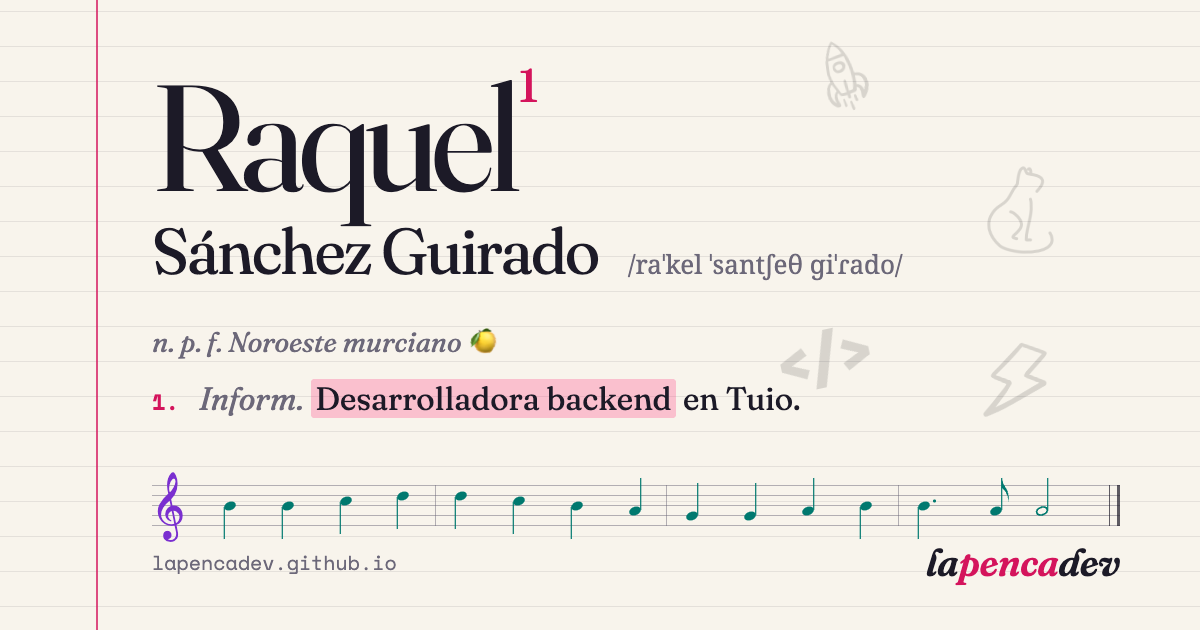 Raquel¹
Sánchez Guirado /ra'kel 'santʃeθ gi'ɾado/
n. p. f. Noroeste murciano 🍋
1. Inform. Desarrolladora backend en Tuio.
</>
lapencadev.github.io
lapencadev